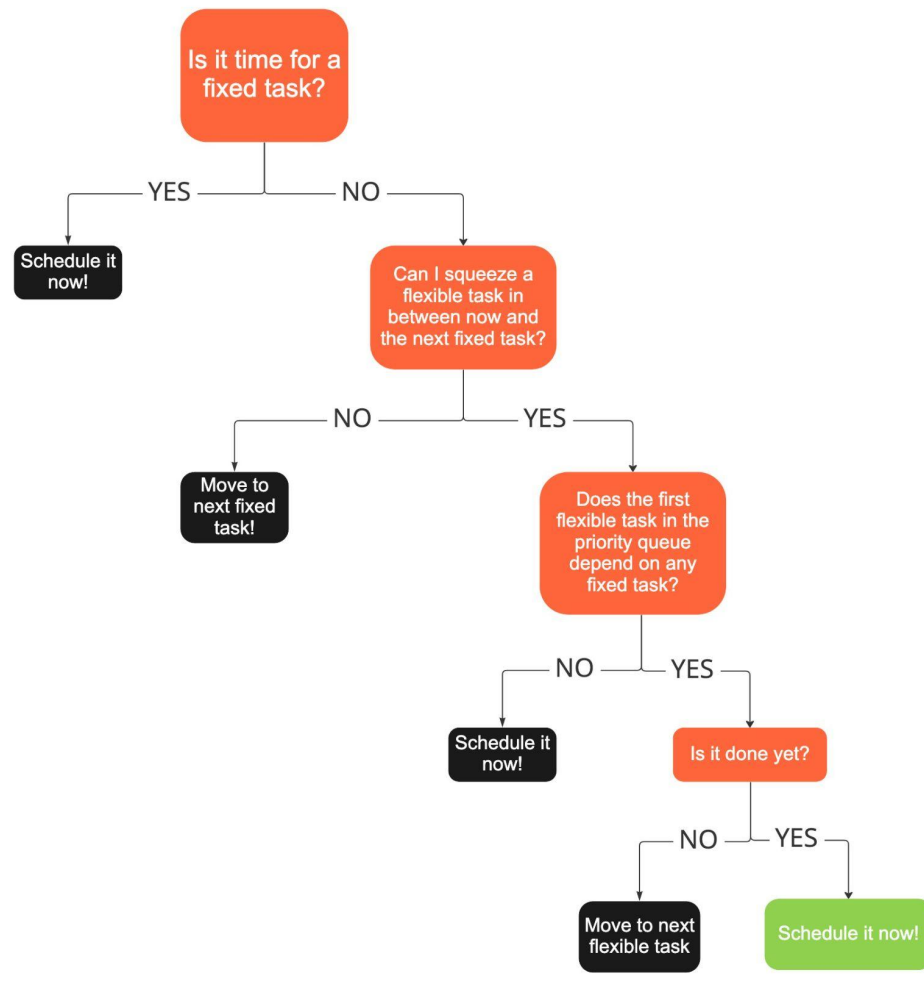 Is it time for a
fixed task?
YES
NO
Schedule it
now!
Can I squeeze a
flexible task in
between now and
the next fixed task?
NO
YES
Move to
next fixed
task!
Does the first
flexible task in the
priority queue
depend on any
fixed task?
NO
YES
Schedule it
now!
Is it done yet?
NO
YES
Move to next
flexible task
Schedule it now!